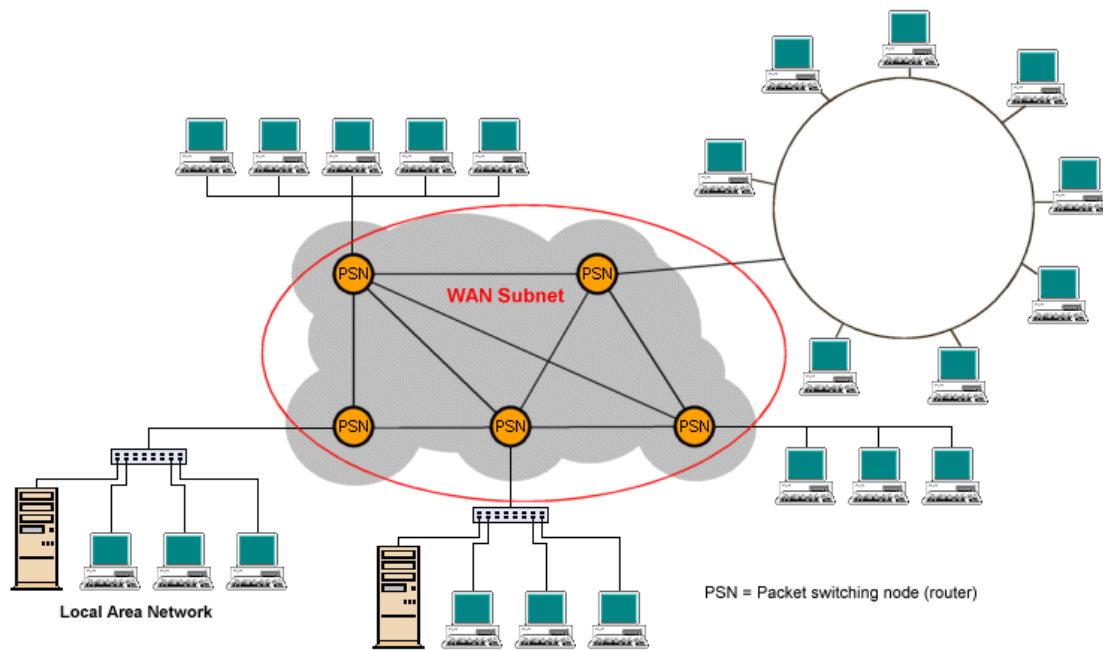 PSN
PSN
WAN Subnet
PSN
PSN
PSN
Local Area Network
PSN = Packet switching node (router)